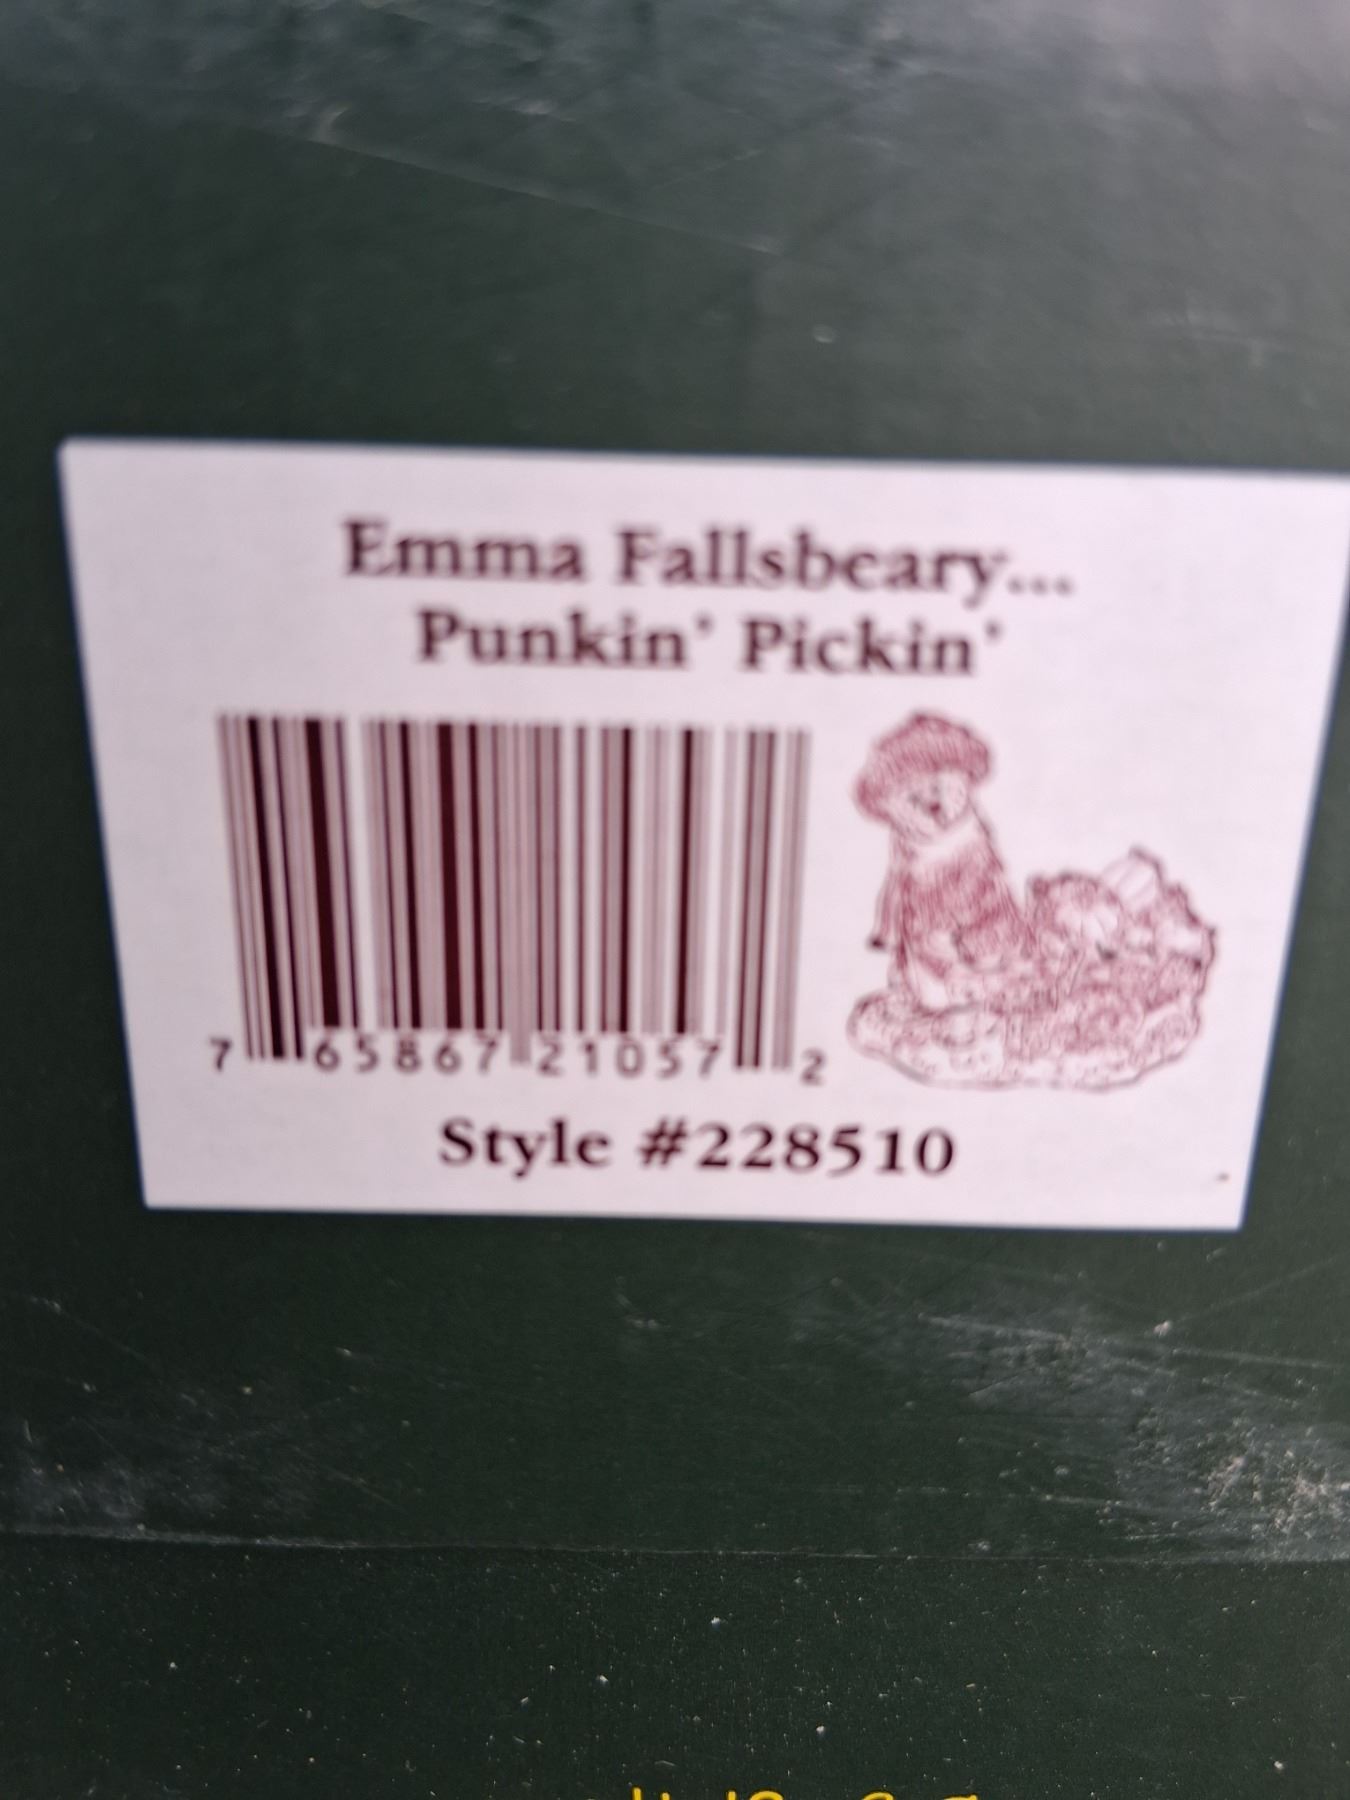 Emma Fallsbeary...
Punkin' Pickin'
7 65867 21057 2
Style #228510